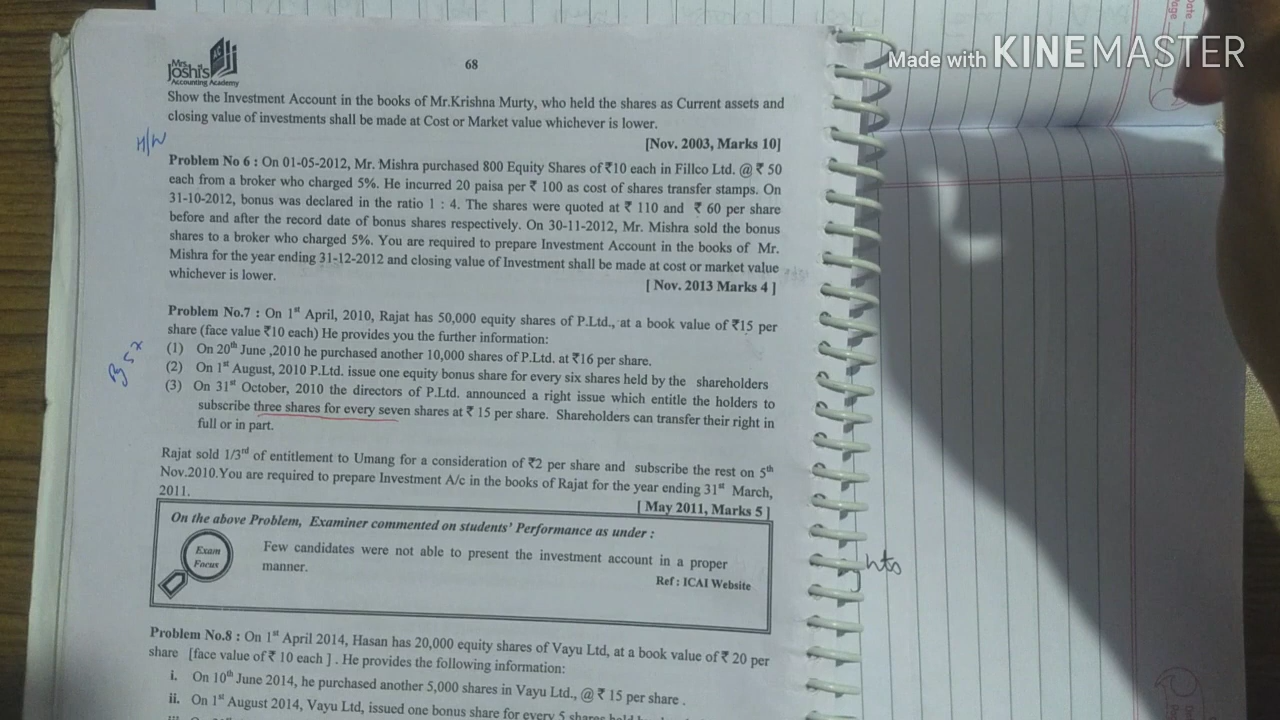 Made with KINEMASTER
Date
Page
Mrs.
Joshi's
Accounting Academy
68
Show the Investment Account in the books of Mr.Krishna Murty, who held the shares as Current assets and
closing value of investments shall be made at Cost or Market value whichever is lower.
[Nov. 2003, Marks 10]
H/W
Problem No 6 : On 01-05-2012, Mr. Mishra purchased 800 Equity Shares of ₹10 each in Fillco Ltd. @ ₹ 50
each from a broker who charged 5%. He incurred 20 paisa per ₹ 100 as cost of shares transfer stamps. On
31-10-2012, bonus was declared in the ratio 1 : 4. The shares were quoted at ₹ 110 and ₹ 60 per share
before and after the record date of bonus shares respectively. On 30-11-2012, Mr. Mishra sold the bonus
shares to a broker who charged 5%. You are required to prepare Investment Account in the books of Mr.
Mishra for the year ending 31-12-2012 and closing value of Investment shall be made at cost or market value
whichever is lower.
[ Nov. 2013 Marks 4 ]
Problem No.7 : On 1st April, 2010, Rajat has 50,000 equity shares of P.Ltd., at a book value of ₹15 per
share (face value ₹10 each) He provides you the further information:
(1) On 20th June ,2010 he purchased another 10,000 shares of P.Ltd. at ₹16 per share.
(2) On 1st August, 2010 P.Ltd. issue one equity bonus share for every six shares held by the shareholders
(3) On 31st October, 2010 the directors of P.Ltd. announced a right issue which entitle the holders to
subscribe three shares for every seven shares at ₹ 15 per share. Shareholders can transfer their right in
full or in part.
Rajat sold 1/3rd of entitlement to Umang for a consideration of ₹2 per share and subscribe the rest on 5th
Nov.2010.You are required to prepare Investment A/c in the books of Rajat for the year ending 31st March,
2011.
[ May 2011, Marks 5 ]
On the above Problem, Examiner commented on students' Performance as under :
Exam
Focus
Few candidates were not able to present the investment account in a proper
manner.
Ref : ICAI Website
Problem No.8 : On 1st April 2014, Hasan has 20,000 equity shares of Vayu Ltd, at a book value of ₹ 20 per
share [face value of ₹ 10 each ] . He provides the following information:
i. On 10th June 2014, he purchased another 5,000 shares in Vayu Ltd., @ ₹ 15 per share .
ii. On 1st August 2014, Vayu Ltd, issued one bonus share for every 5 shares